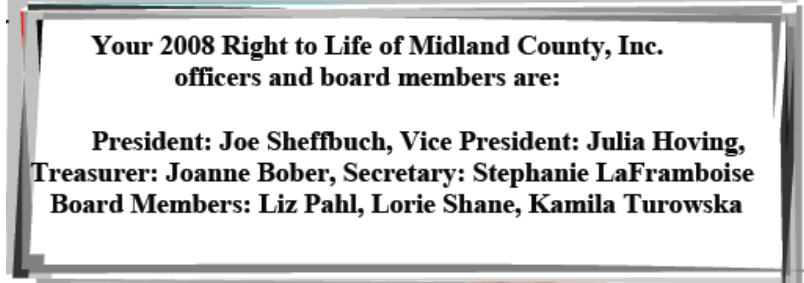 Your 2008 Right to Life of Midland County, Inc.
officers and board members are:
President: Joe Sheffbuch, Vice President: Julia Hoving,
Treasurer: Joanne Bober, Secretary: Stephanie LaFramboise
Board Members: Liz Pahl, Lorie Shane, Kamila Turowska